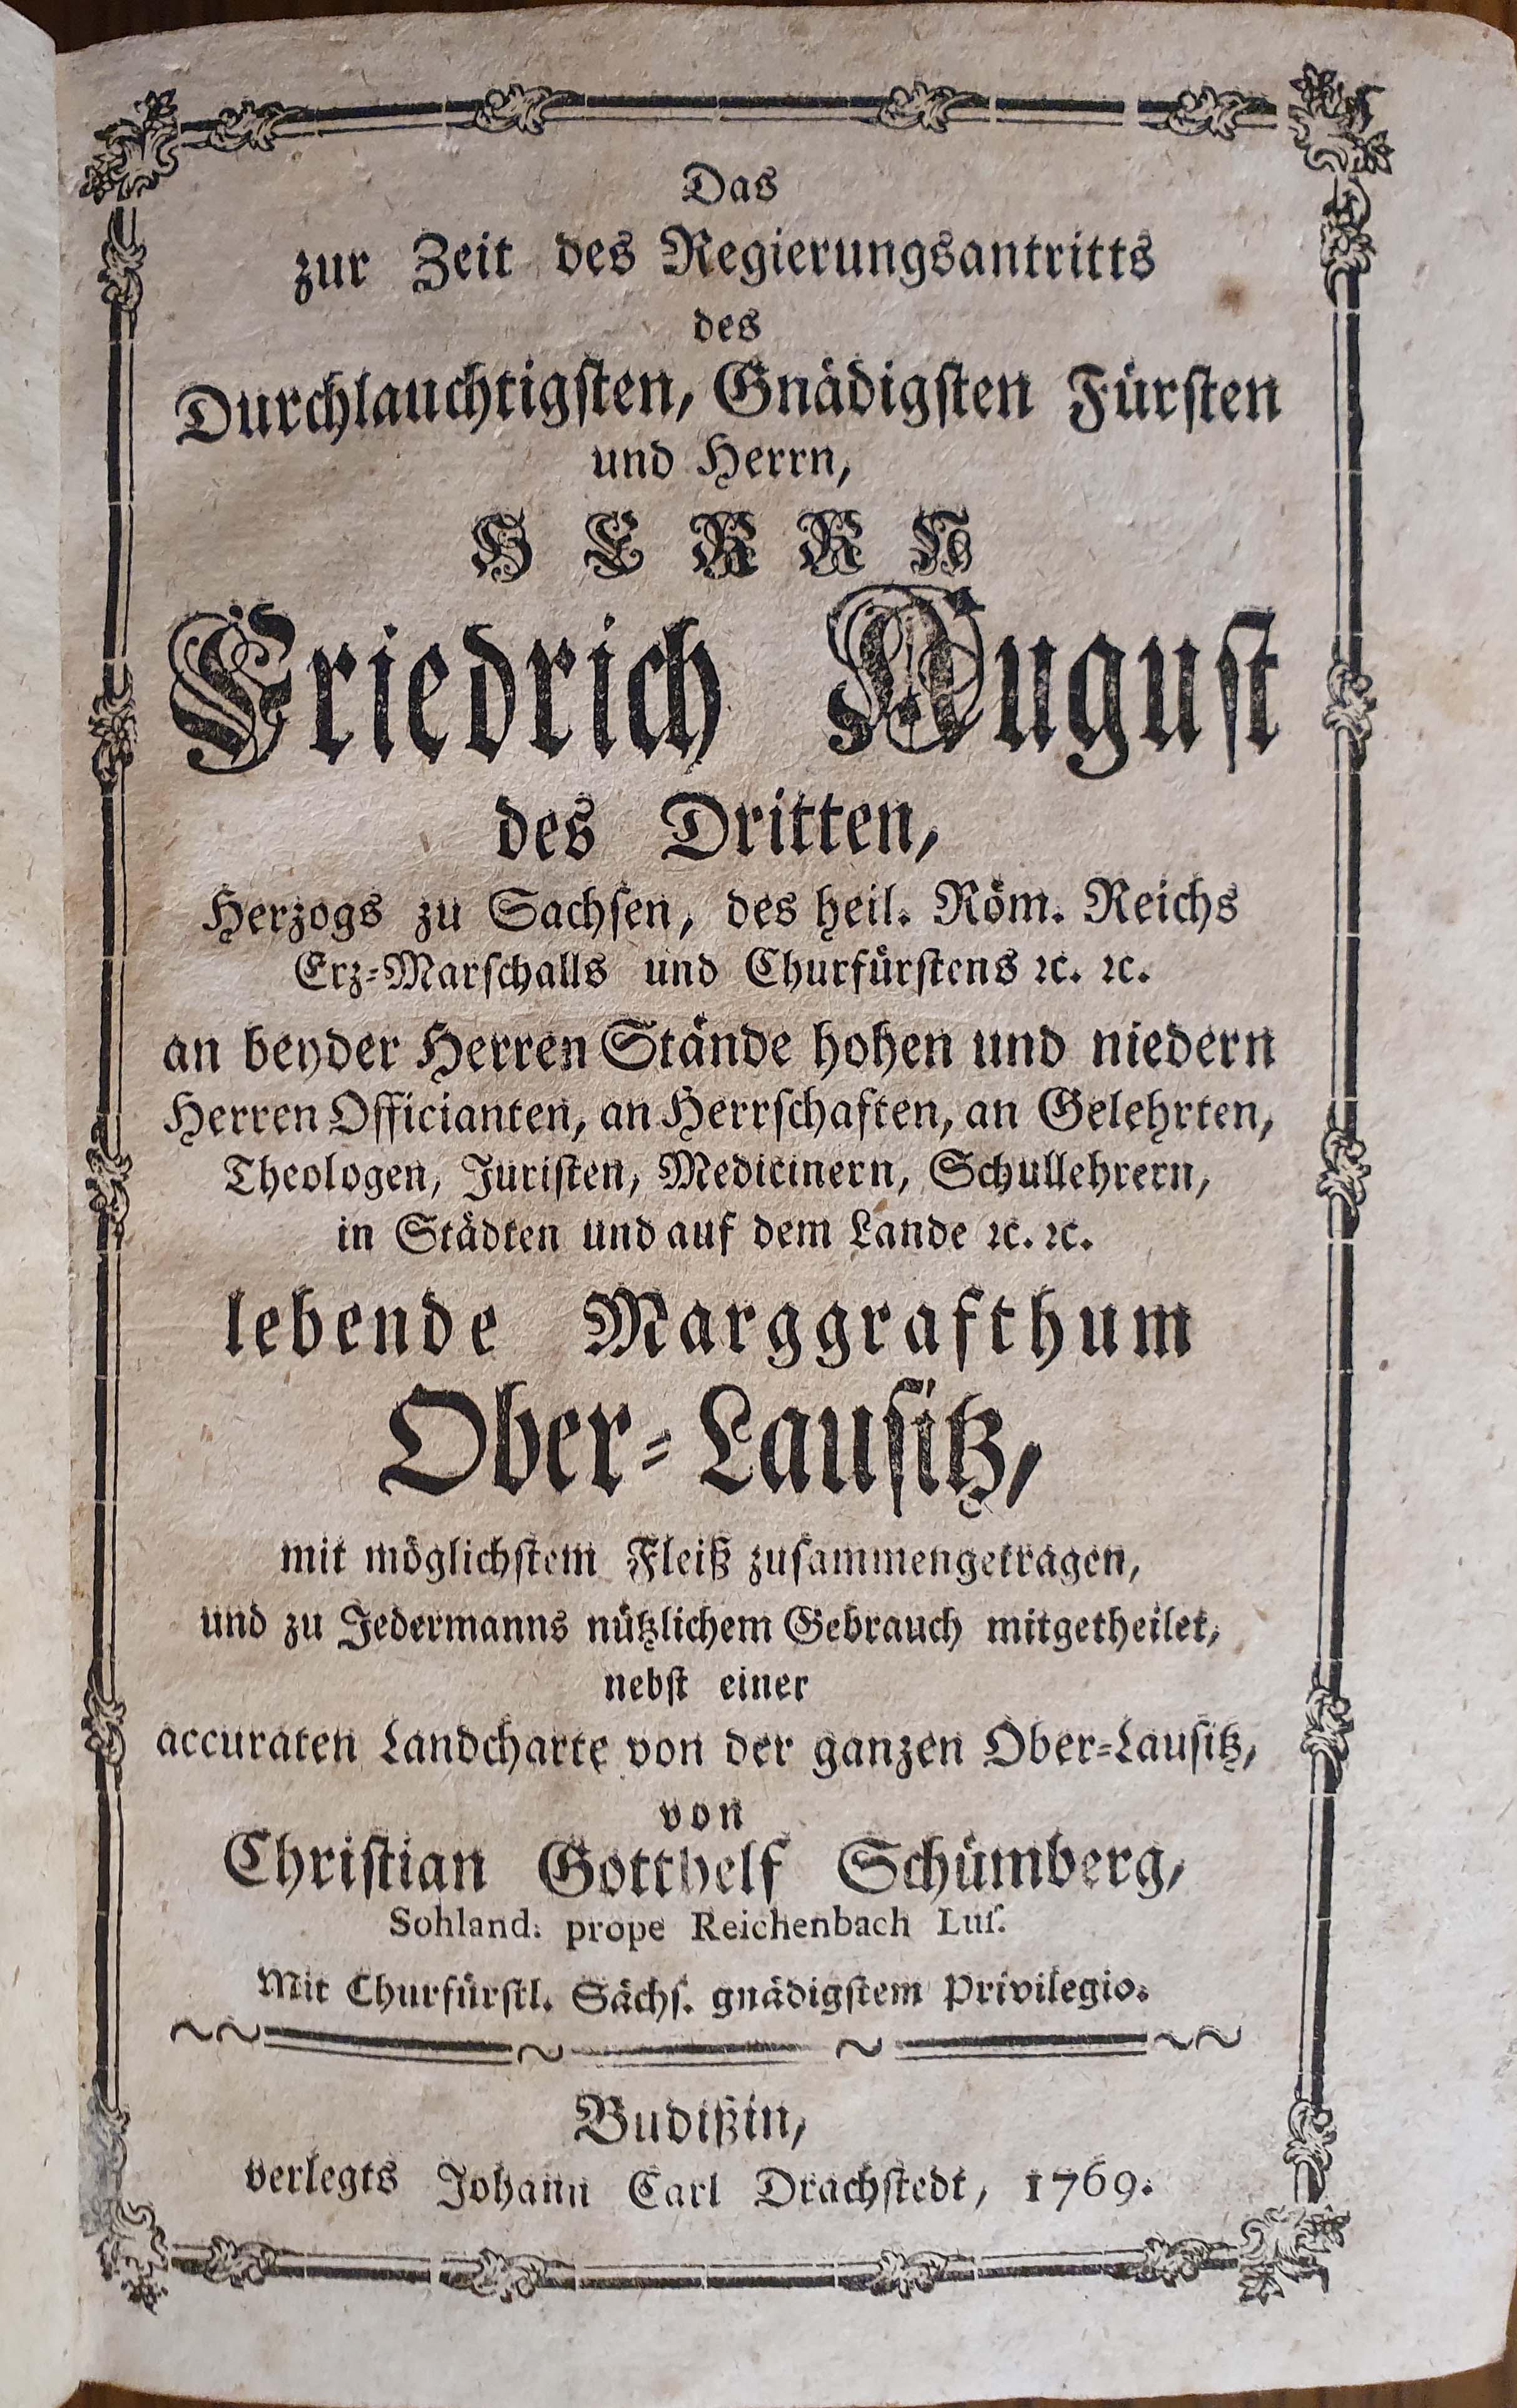 Das
zur Zeit des Regierungsantritts
des
Durchlauchtigſten, Gnädigſten Fürſten
und Herrn,
HERRN
Friedrich Auguſt
des Dritten,
Herzogs zu Sachſen, des heil. Röm. Reichs
Erz-Marſchalls und Churfürſtens ꝛc. ꝛc.
an beyder Herren Stände hohen und niedern
Herren Officianten, an Herrſchaften, an Gelehrten,
Theologen, Juriſten, Medicinern, Schullehrern,
in Städten und auf dem Lande ꝛc. ꝛc.
lebende Marggrafthum
Ober-Lauſitz,
mit möglichſtem Fleiß zuſammengetragen,
und zu Jedermanns nützlichem Gebrauch mitgetheilet,
nebſt einer
accuraten Landcharte von der ganzen Ober-Lauſitz,
von
Chriſtian Gotthelf Schümberg,
Sohland. prope Reichenbach Luſ.
Mit Churfürſtl. Sächſ. gnädigſtem Privilegio.
Budißin,
verlegts Johann Carl Drachſtedt, 1769.